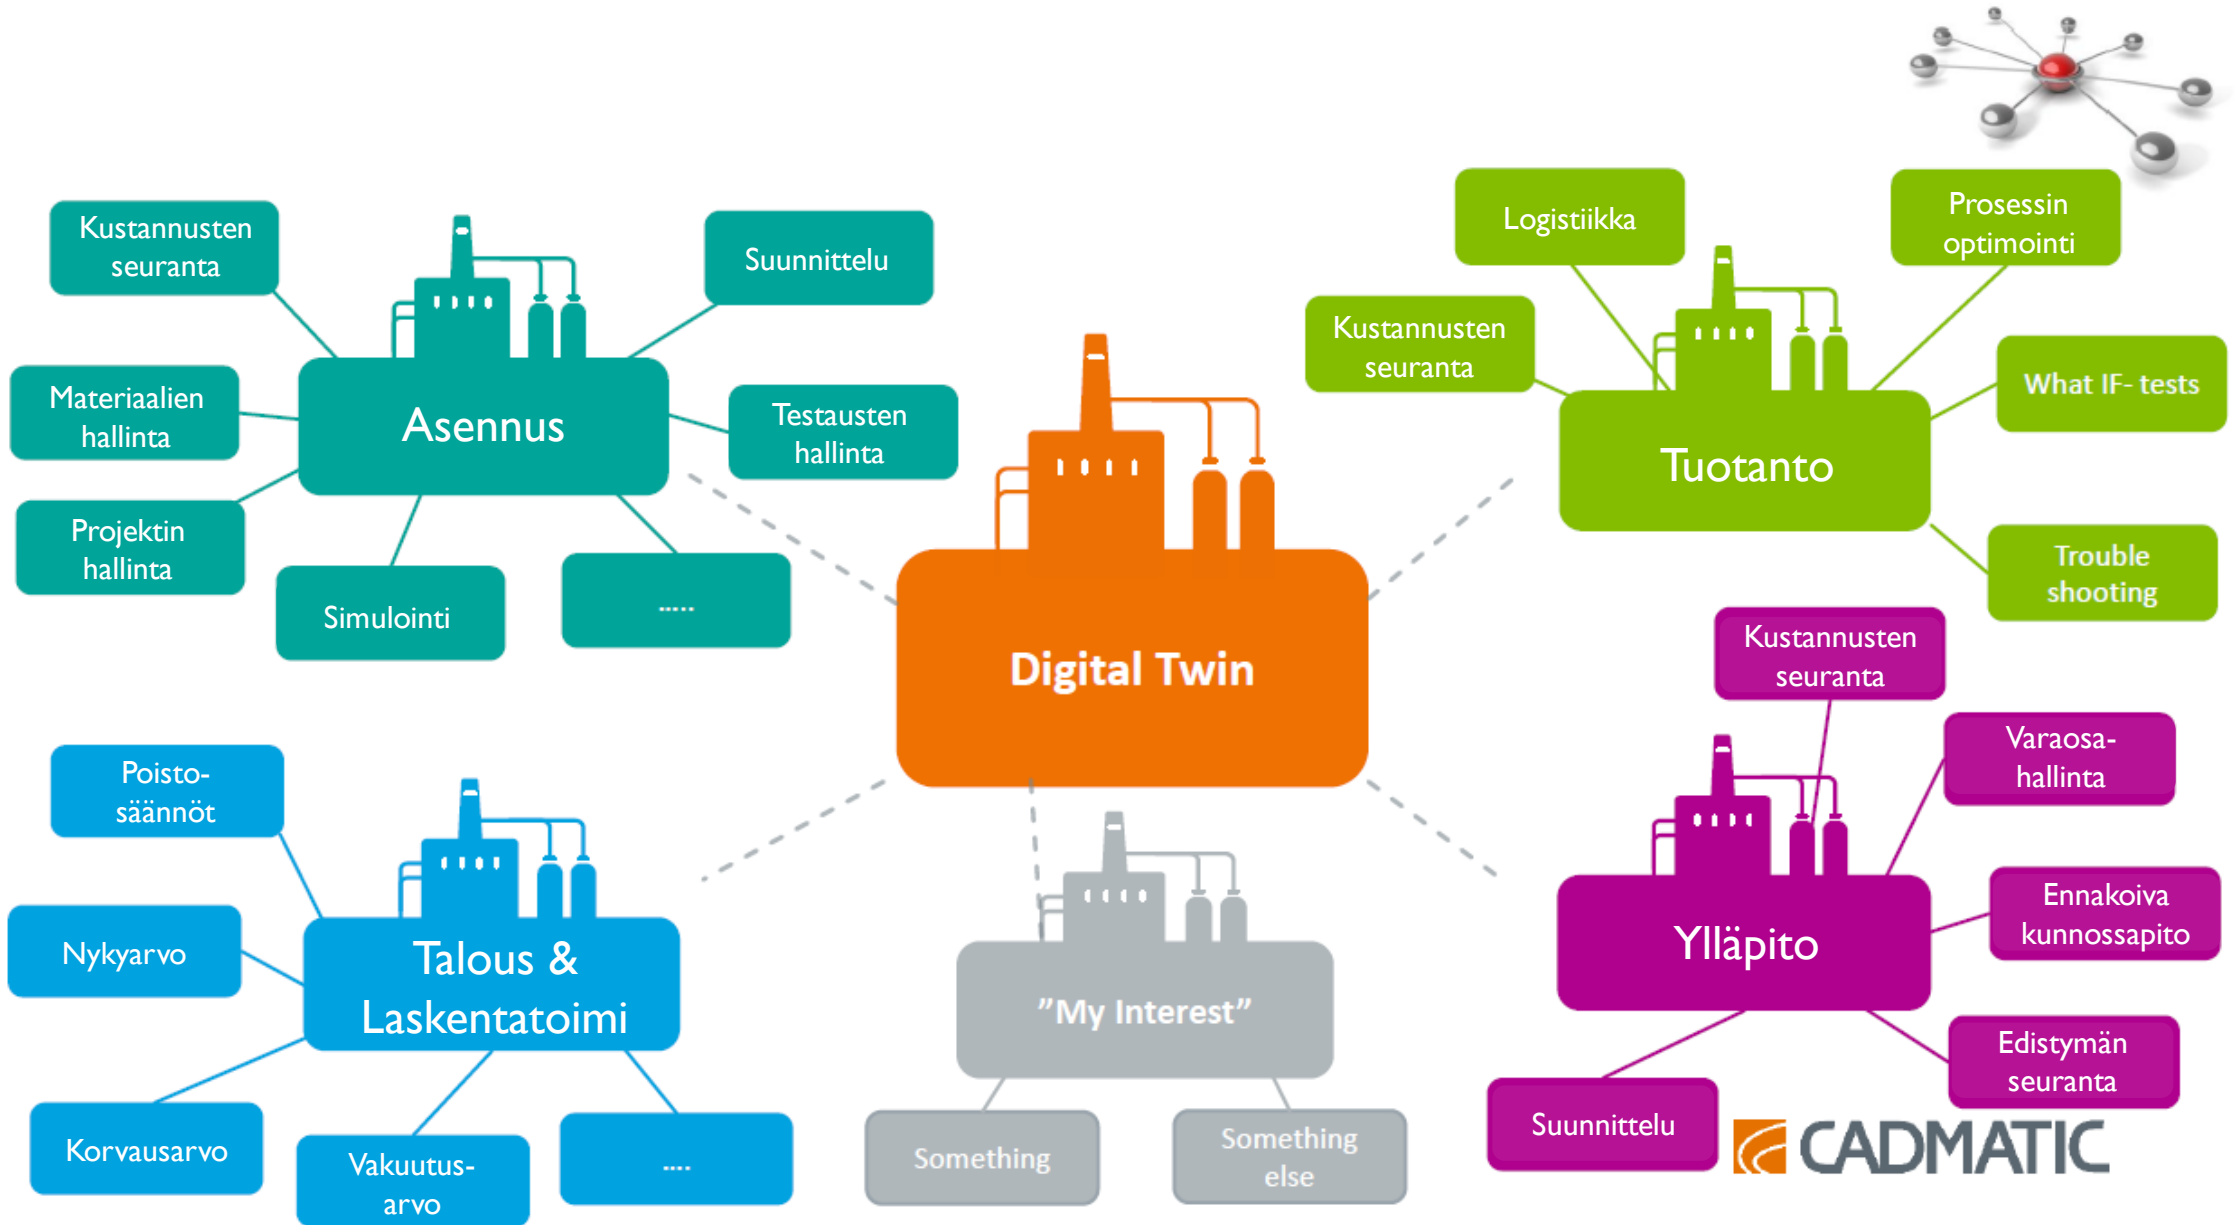 Kustannusten
seuranta
Suunnittelu
Materiaalien
hallinta
Asennus
Testausten
hallinta
Projektin
hallinta
Simulointi
.....
Logistiikka
Prosessin
optimointi
Kustannusten
seuranta
What IF- tests
Tuotanto
Trouble
shooting
Digital Twin
Kustannusten
seuranta
Varaosa-
hallinta
Ennakoiva
kunnossapito
Ylläpito
Edistymän
seuranta
Suunnittelu
Poisto-
säännöt
Nykyarvo
Talous &
Laskentatoimi
Korvausarvo
Vakuutus-
arvo
....
”My Interest”
Something
Something
else
CADMATIC